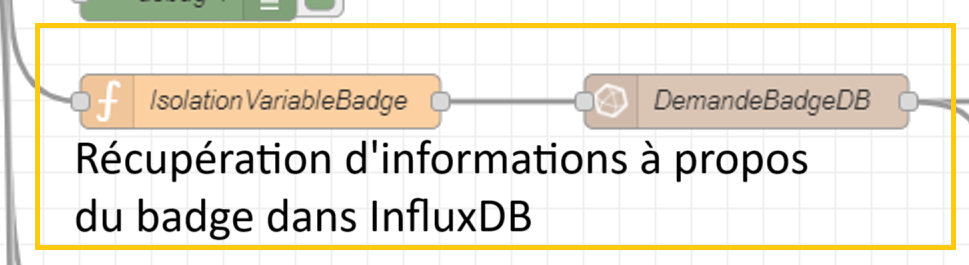 IsolationVariableBadge DemandeBadgeDB
Récupération d'informations à propos
du badge dans InfluxDB